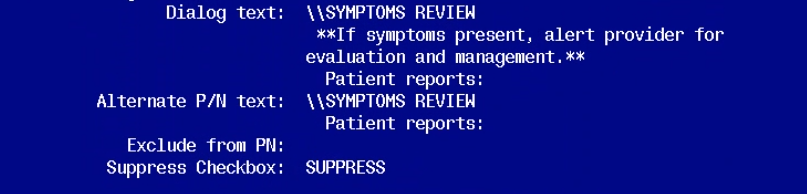 Dialog text: \\SYMPTOMS REVIEW
**If symptoms present, alert provider for
evaluation and management.**
Patient reports:
Alternate P/N text: \\SYMPTOMS REVIEW
Patient reports:
Exclude from PN:
Suppress Checkbox: SUPPRESS